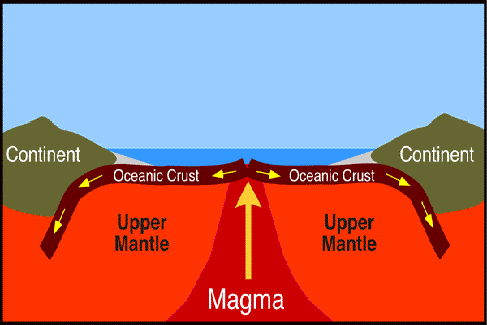 Continent
Continent
Oceanic Crust
Oceanic Crust
Upper
Mantle
Upper
Mantle
Magma